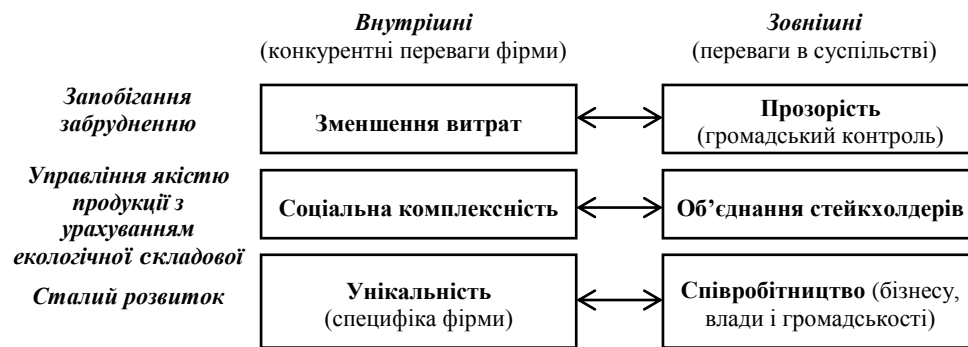 Внутрішні
(конкурентні переваги фірми)
Зовнішні
(переваги в суспільстві)
Запобігання
забрудненню
Зменшення витрат
Прозорість
(громадський контроль)
Управління якістю
продукції з
урахуванням
екологічної складової
Соціальна комплексність
Об’єднання стейкхолдерів
Сталий розвиток
Унікальність
(специфіка фірми)
Співробітництво (бізнесу,
влади і громадськості)